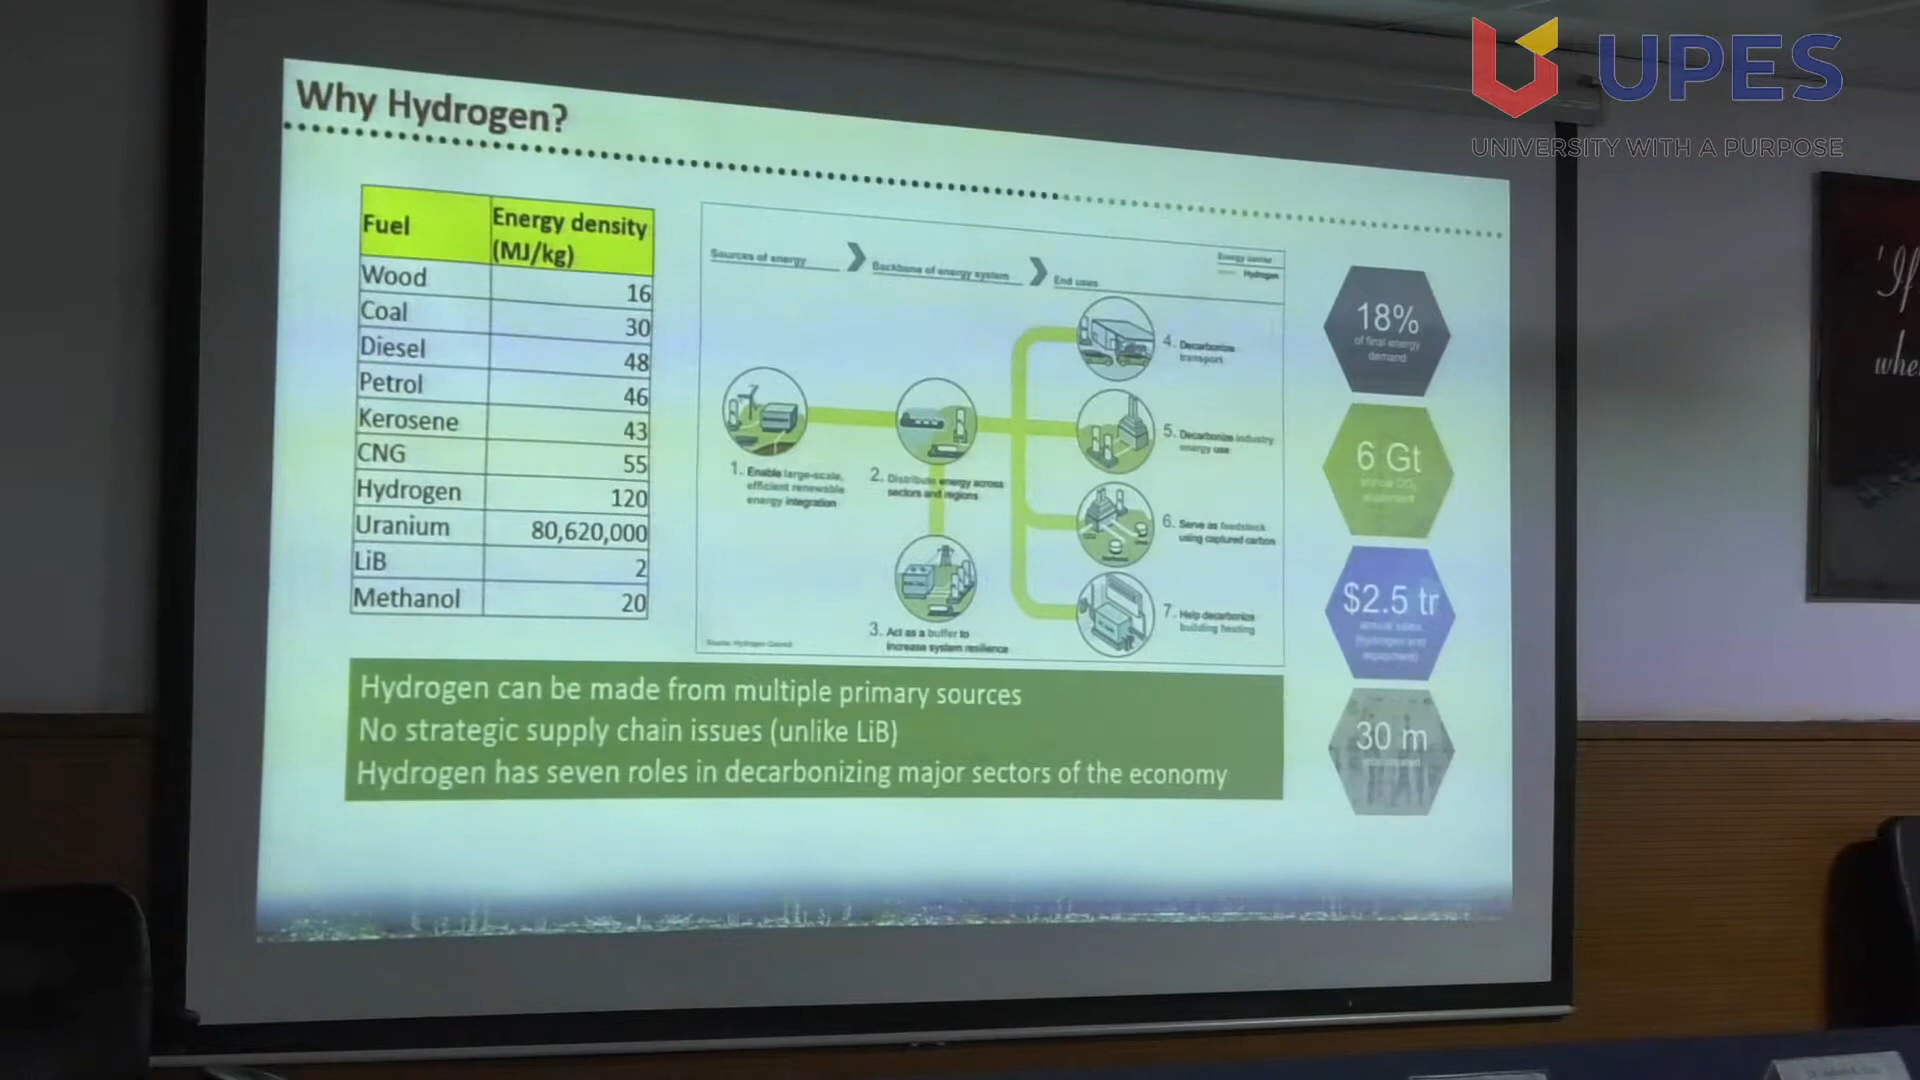 UPES
UNIVERSITY WITH A PURPOSE
Why Hydrogen?
Fuel Energy density (MJ/kg)
Wood 16
Coal 30
Diesel 48
Petrol 46
Kerosene 43
CNG 55
Hydrogen 120
Uranium 80,620,000
LiB 2
Methanol 20
Sources of energy
Backbone of energy system
End uses
Energy carrier
Hydrogen
1. Enable large-scale,
efficient renewable
energy integration
2. Distribute energy across
sectors and regions
3. Act as a buffer to
increase system resilience
4. Decarbonize
transport
5. Decarbonize industry
energy use
6. Serve as feedstock
using captured carbon
7. Help decarbonize
building heating
Source: Hydrogen Council
18%
of final energy
demand
6 Gt
annual CO2
abatement
$2.5 tr
annual sales
(hydrogen and
equipment)
30 m
Hydrogen can be made from multiple primary sources
No strategic supply chain issues (unlike LiB)
Hydrogen has seven roles in decarbonizing major sectors of the economy
'If
whe